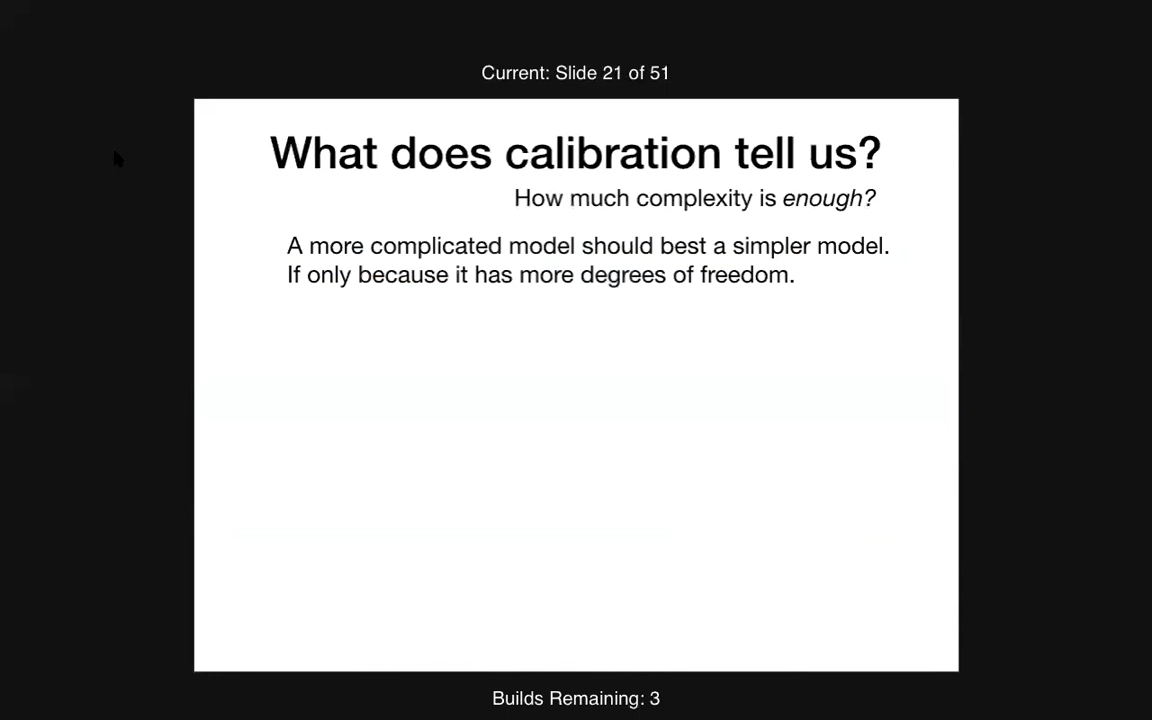 Current: Slide 21 of 51
What does calibration tell us?
How much complexity is enough?
A more complicated model should best a simpler model.
If only because it has more degrees of freedom.
Builds Remaining: 3